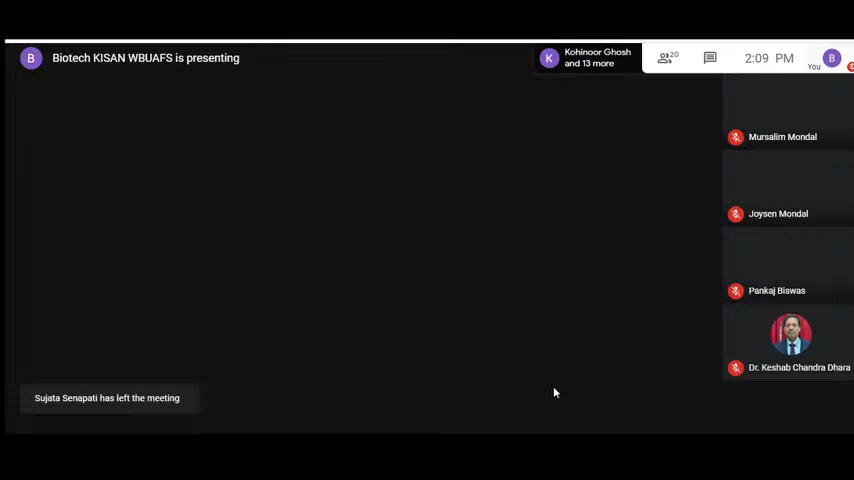 B
Biotech KISAN WBUAFS is presenting
K
Kohinoor Ghosh
and 13 more
20
2:09 PM
You
B
Mursalim Mondal
Joysen Mondal
Pankaj Biswas
Dr. Keshab Chandra Dhara
Sujata Senapati has left the meeting